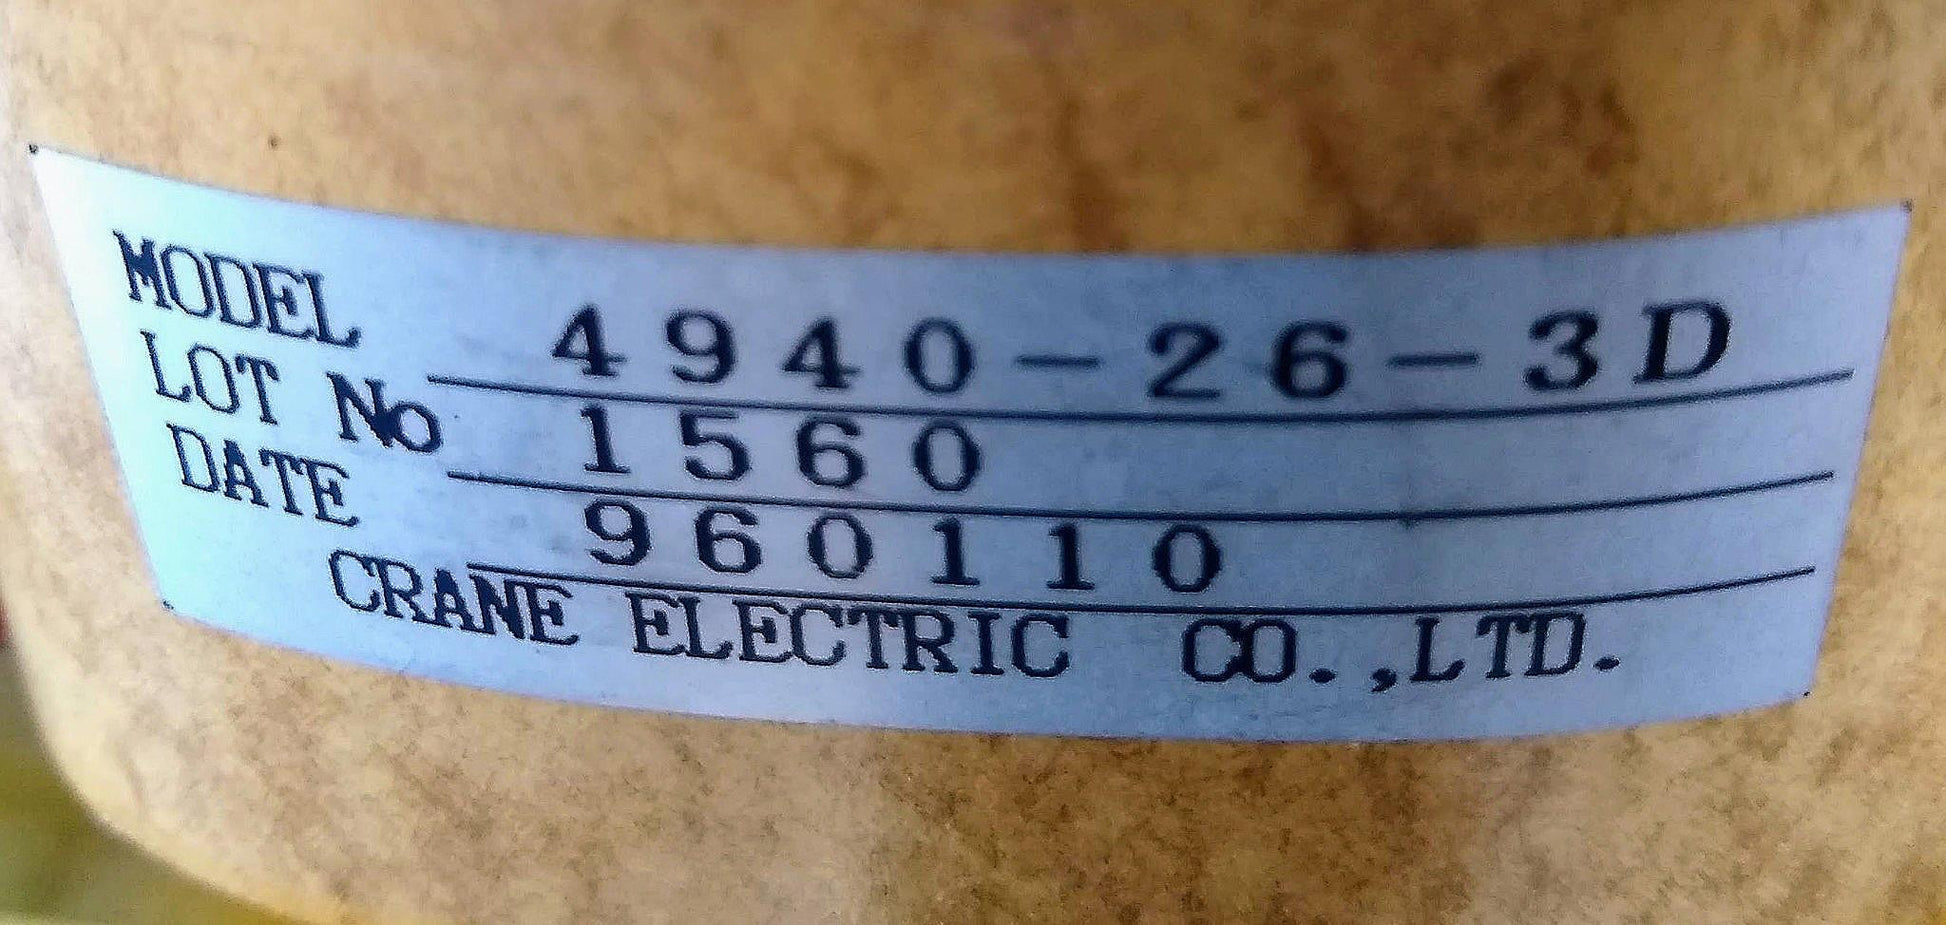 MODEL 4940-26-3D
LOT No 1560
DATE 960110
CRANE ELECTRIC CO.,LTD.